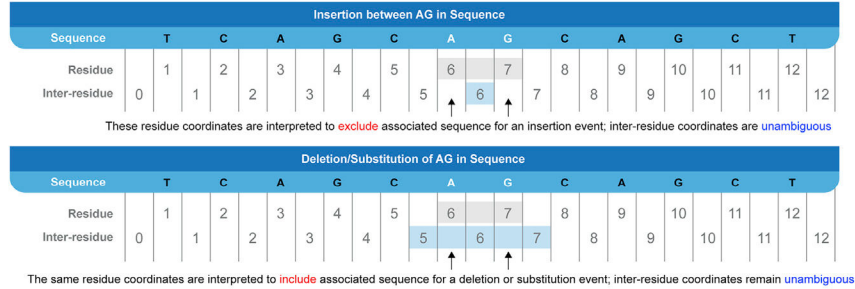 Insertion between AG in Sequence
Sequence T C A G C A G C A G C T
Residue 1 2 3 4 5 6 7 8 9 10 11 12
Inter-residue 0 1 2 3 4 5 6 7 8 9 10 11 12
These residue coordinates are interpreted to exclude associated sequence for an insertion event; inter-residue coordinates are unambiguous
Deletion/Substitution of AG in Sequence
Sequence T C A G C A G C A G C T
Residue 1 2 3 4 5 6 7 8 9 10 11 12
Inter-residue 0 1 2 3 4 5 6 7 8 9 10 11 12
The same residue coordinates are interpreted to include associated sequence for a deletion or substitution event; inter-residue coordinates remain unambiguous